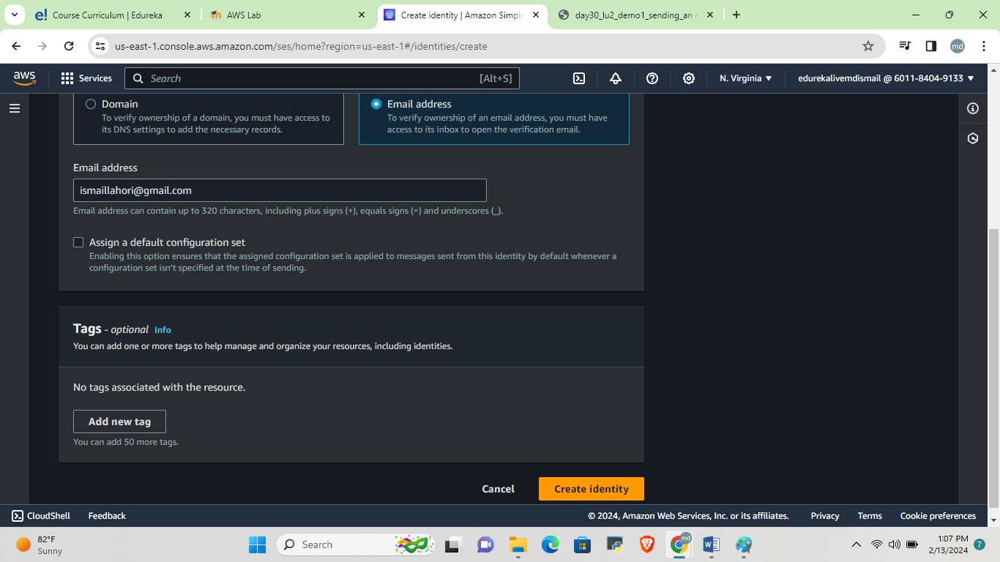 e! Course Curriculum | Edureka
AWS Lab
Create identity | Amazon Simple
day30_lu2_demo1_sending_an e
us-east-1.console.aws.amazon.com/ses/home?region=us-east-1#/identities/create
md
aws
Services
Search [Alt+S]
N. Virginia
edurekalivemdismail @ 6011-8404-9133
Domain
To verify ownership of a domain, you must have access to
its DNS settings to add the necessary records.
Email address
To verify ownership of an email address, you must have
access to its inbox to open the verification email.
Email address
ismaillahori@gmail.com
Email address can contain up to 320 characters, including plus signs (+), equals signs (=) and underscores (_).
Assign a default configuration set
Enabling this option ensures that the assigned configuration set is applied to messages sent from this identity by default whenever a
configuration set isn't specified at the time of sending.
Tags - optional Info
You can add one or more tags to help manage and organize your resources, including identities.
No tags associated with the resource.
Add new tag
You can add 50 more tags.
Cancel
Create identity
CloudShell
Feedback
© 2024, Amazon Web Services, Inc. or its affiliates.
Privacy
Terms
Cookie preferences
82°F
Sunny
Search
md
1:07 PM
2/13/2024
7